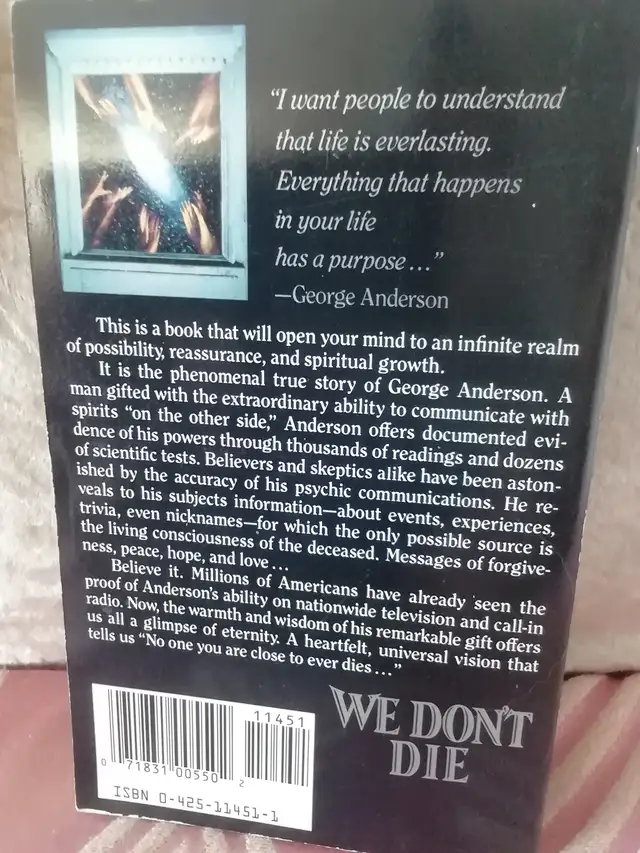 “I want people to understand
that life is everlasting.
Everything that happens
in your life
has a purpose...”
—George Anderson
This is a book that will open your mind to an infinite realm
of possibility, reassurance, and spiritual growth.
It is the phenomenal true story of George Anderson. A
man gifted with the extraordinary ability to communicate with
spirits “on the other side,” Anderson offers documented evi-
dence of his powers through thousands of readings and dozens
of scientific tests. Believers and skeptics alike have been aston-
ished by the accuracy of his psychic communications. He re-
veals to his subjects information—about events, experiences,
trivia, even nicknames—for which the only possible source is
the living consciousness of the deceased. Messages of forgive-
ness, peace, hope, and love...
Believe it. Millions of Americans have already seen the
proof of Anderson’s ability on nationwide television and call-in
radio. Now, the warmth and wisdom of his remarkable gift offers
us all a glimpse of eternity. A heartfelt, universal vision that
tells us “No one you are close to ever dies...”
WE DON'T
DIE
11451
0 71831 00550 2
ISBN 0-425-11451-1